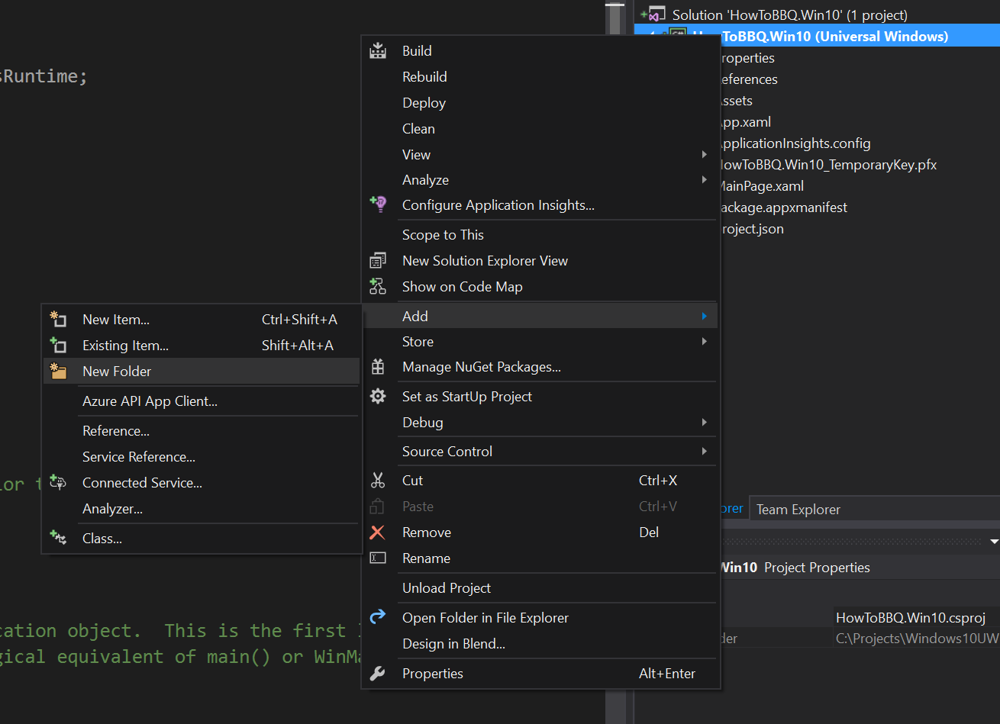 Solution 'HowToBBQ.Win10' (1 project)
ToBBQ.Win10 (Universal Windows)
roperties
eferences
ssets
pp.xaml
pplicationInsights.config
owToBBQ.Win10_TemporaryKey.pfx
MainPage.xaml
ackage.appxmanifest
roject.json
sRuntime;
Build
Rebuild
Deploy
Clean
View
Analyze
Configure Application Insights...
Scope to This
New Solution Explorer View
Show on Code Map
Add
Store
Manage NuGet Packages...
Set as StartUp Project
Debug
Source Control
Cut Ctrl+X
Paste Ctrl+V
Remove Del
Rename
Unload Project
Open Folder in File Explorer
Design in Blend...
Properties Alt+Enter
New Item... Ctrl+Shift+A
Existing Item... Shift+Alt+A
New Folder
Azure API App Client...
Reference...
Service Reference...
Connected Service...
Analyzer...
Class...
ior t
cation object.  This is the first
gical equivalent of main() or WinMa
orer
Team Explorer
Win10 Project Properties
HowToBBQ.Win10.csproj
der C:\Projects\Windows10UW